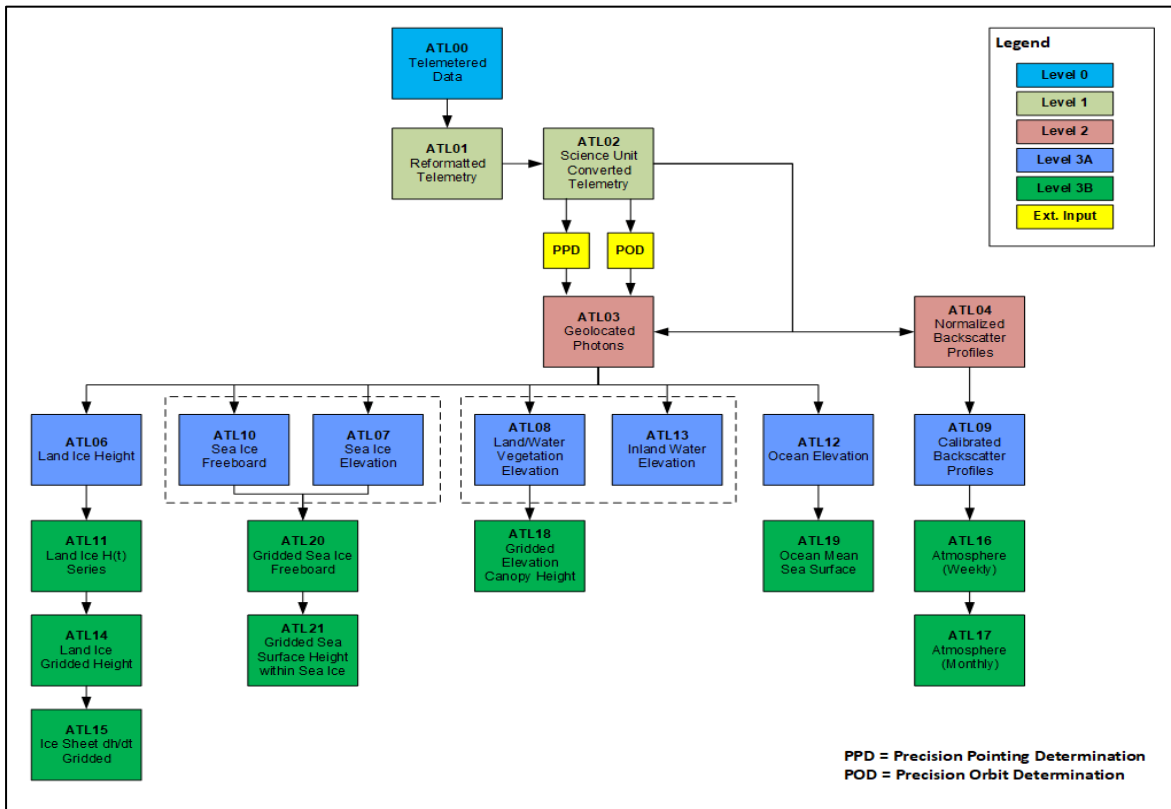 ATL00
Telemetered
Data
Legend
Level 0
Level 1
Level 2
Level 3A
Level 3B
Ext. Input
ATL01
Reformatted
Telemetry
ATL02
Science Unit
Converted
Telemetry
PPD
POD
ATL03
Geolocated
Photons
ATL04
Normalized
Backscatter
Profiles
ATL06
Land Ice Height
ATL10
Sea Ice
Freeboard
ATL07
Sea Ice
Elevation
ATL08
Land/Water
Vegetation
Elevation
ATL13
Inland Water
Elevation
ATL12
Ocean Elevation
ATL09
Calibrated
Backscatter
Profiles
ATL11
Land Ice H(t)
Series
ATL20
Gridded Sea Ice
Freeboard
ATL18
Gridded
Elevation
Canopy Height
ATL19
Ocean Mean
Sea Surface
ATL16
Atmosphere
(Weekly)
ATL14
Land Ice
Gridded Height
ATL21
Gridded Sea
Surface Height
within Sea Ice
ATL17
Atmosphere
(Monthly)
ATL15
Ice Sheet dh/dt
Gridded
PPD = Precision Pointing Determination
POD = Precision Orbit Determination